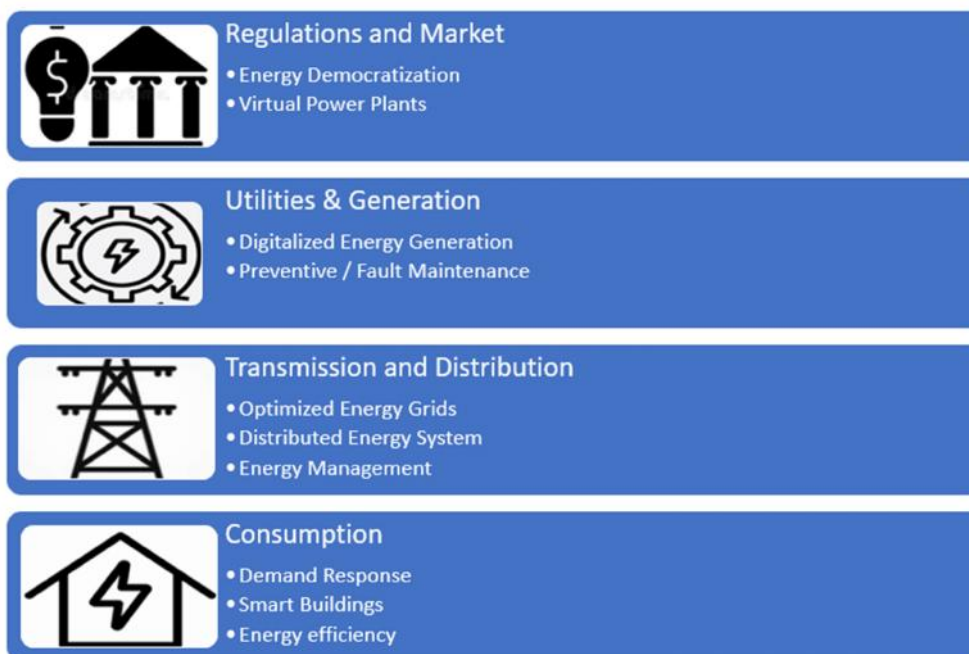 Regulations and Market
• Energy Democratization
• Virtual Power Plants
Utilities & Generation
• Digitalized Energy Generation
• Preventive / Fault Maintenance
Transmission and Distribution
• Optimized Energy Grids
• Distributed Energy System
• Energy Management
Consumption
• Demand Response
• Smart Buildings
• Energy efficiency